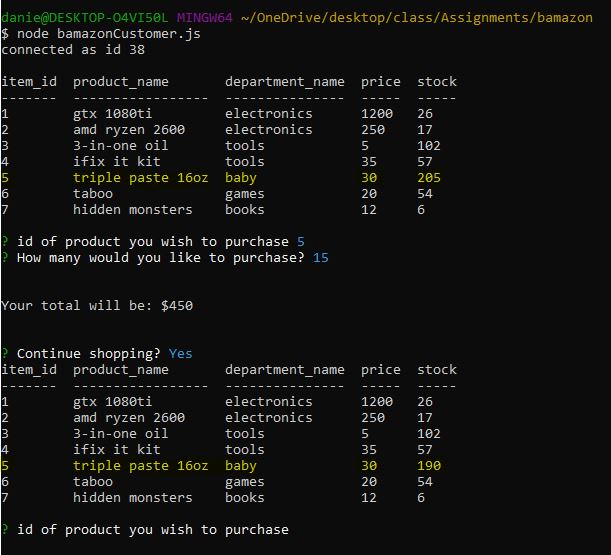 danie@DESKTOP-O4VI50L MINGW64 ~/OneDrive/desktop/class/Assignments/bamazon
$ node bamazonCustomer.js
connected as id 38
item_id  product_name       department_name  price  stock
-------  -----------------  ---------------  -----  -----
1        gtx 1080ti         electronics      1200   26
2        amd ryzen 2600     electronics      250    17
3        3-in-one oil       tools            5      102
4        ifix it kit        tools            35     57
5        triple paste 16oz  baby             30     205
6        taboo              games            20     54
7        hidden monsters    books            12     6
? id of product you wish to purchase 5
? How many would you like to purchase? 15
Your total will be: $450
? Continue shopping? Yes
item_id  product_name       department_name  price  stock
-------  -----------------  ---------------  -----  -----
1        gtx 1080ti         electronics      1200   26
2        amd ryzen 2600     electronics      250    17
3        3-in-one oil       tools            5      102
4        ifix it kit        tools            35     57
5        triple paste 16oz  baby             30     190
6        taboo              games            20     54
7        hidden monsters    books            12     6
? id of product you wish to purchase